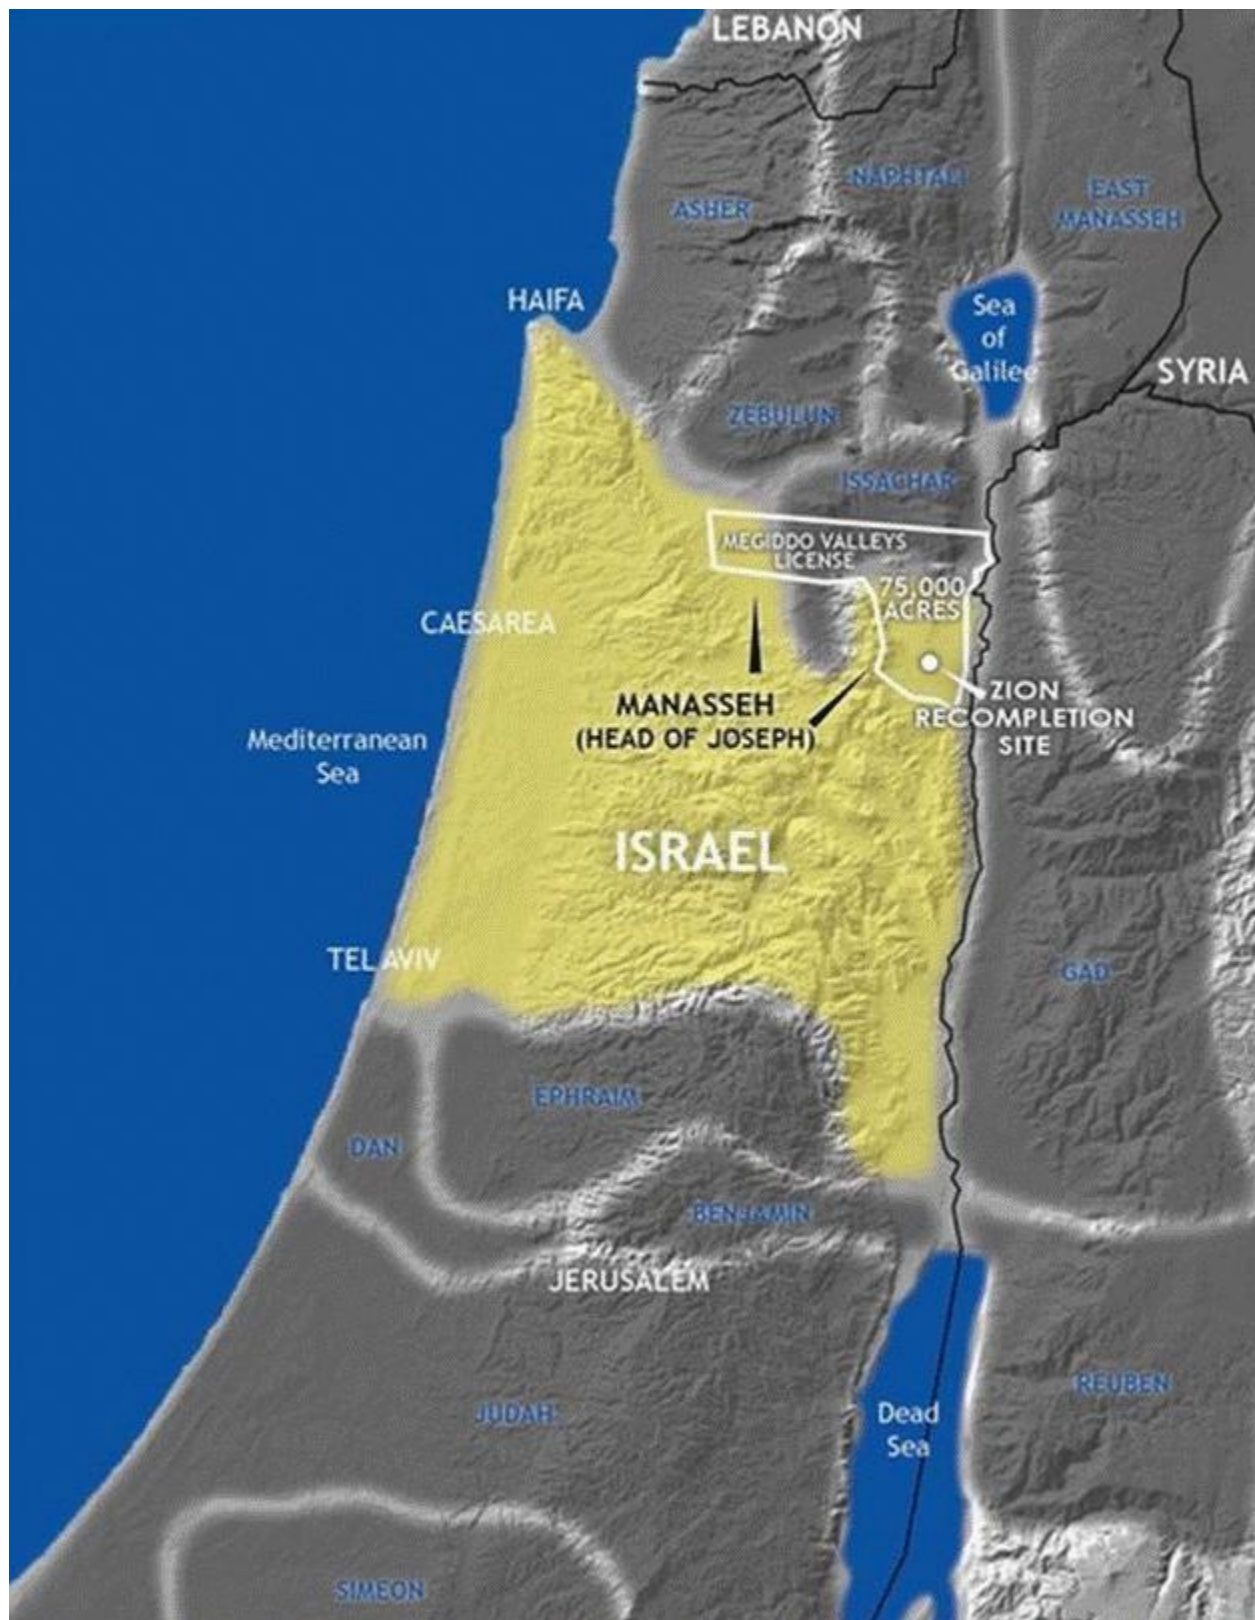 LEBANON
NAPHTALI
ASHER
EAST
MANASSEH
HAIFA
Sea
of
Galilee
SYRIA
ZEBULUN
ISSACHAR
MEGIDDO VALLEYS
LICENSE
75,000
ACRES
CAESAREA
ZION
RECOMPLETION
SITE
MANASSEH
(HEAD OF JOSEPH)
Mediterranean
Sea
ISRAEL
TEL AVIV
GAD
EPHRAIM
DAN
BENJAMIN
JERUSALEM
REUBEN
JUDAH
Dead
Sea
SIMEON